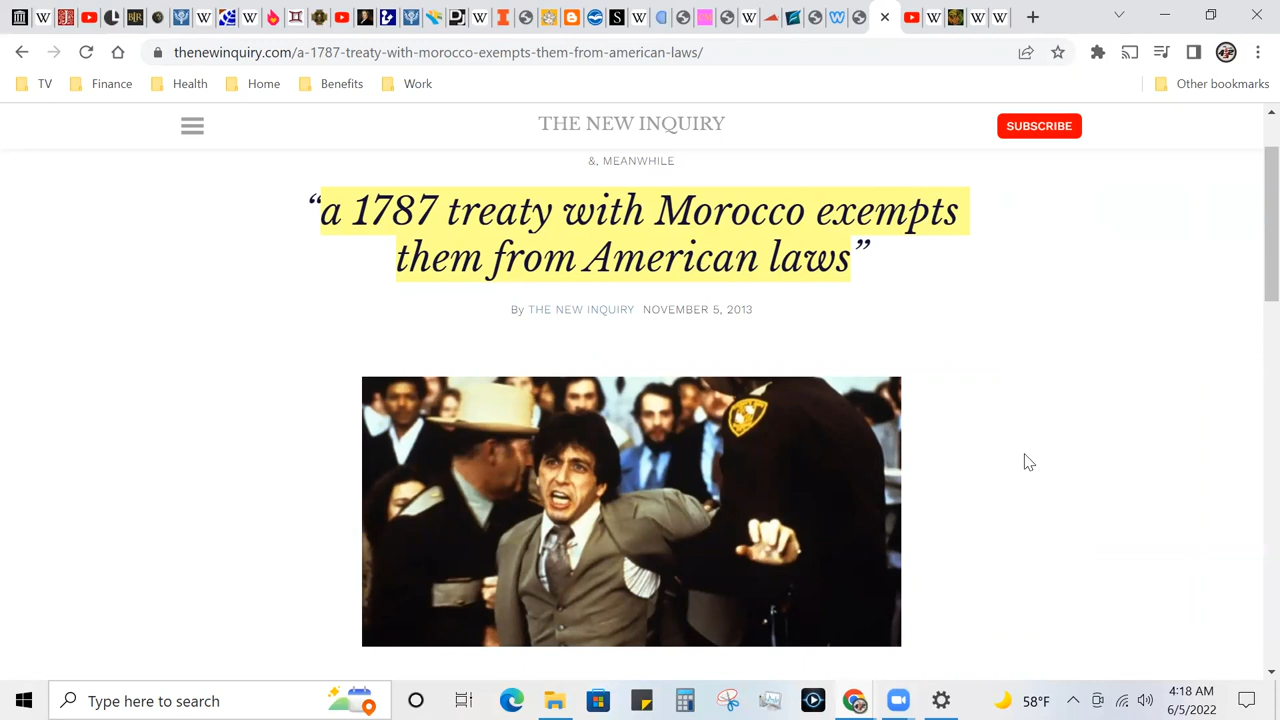 thenewinquiry.com/a-1787-treaty-with-morocco-exempts-them-from-american-laws/
TV Finance Health Home Benefits Work Other bookmarks
THE NEW INQUIRY SUBSCRIBE
&, MEANWHILE
“a 1787 treaty with Morocco exempts
them from American laws”
By THE NEW INQUIRY NOVEMBER 5, 2013
Type here to search
58°F
4:18 AM
6/5/2022